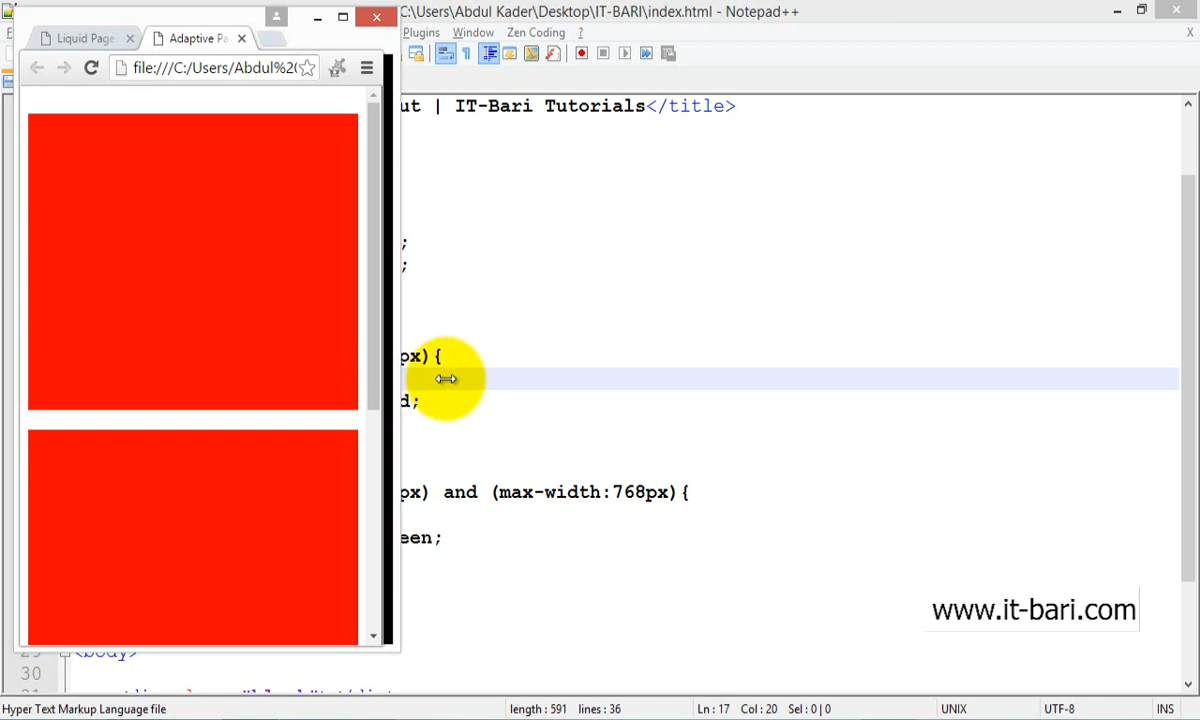 C:\Users\Abdul Kader\Desktop\IT-BARI\index.html - Notepad++
Plugins Window Zen Coding ? X
Liquid Page Adaptive Pa
file:///C:/Users/Abdul%20
ut | IT-Bari Tutorials</title>
;
;
px){
d;
px) and (max-width:768px){
een;
www.it-bari.com
<body>
30
Hyper Text Markup Language file length : 591 lines : 36 Ln : 17 Col : 20 Sel : 0 | 0 UNIX UTF-8 INS